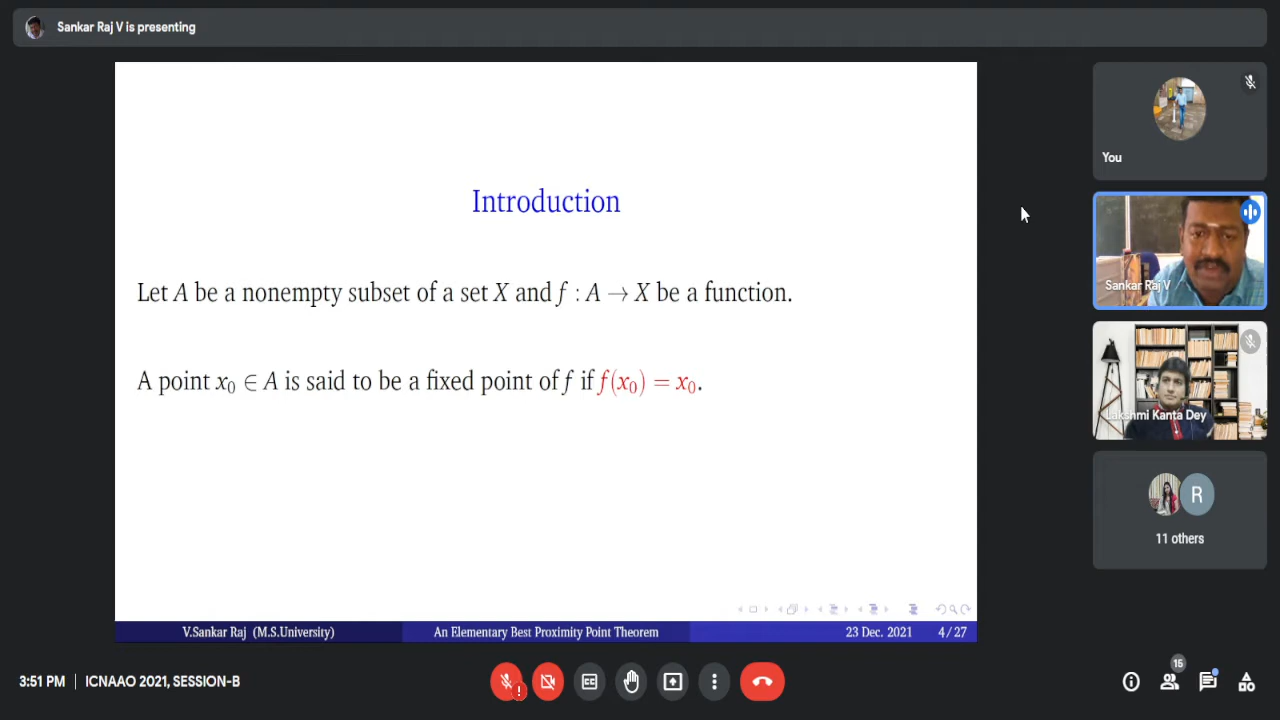 Sankar Raj V is presenting
Introduction
Let A be a nonempty subset of a set X and f : A → X be a function.
A point x₀ ∈ A is said to be a fixed point of f if f(x₀) = x₀.
V.Sankar Raj (M.S.University)
An Elementary Best Proximity Point Theorem
23 Dec. 2021
4 / 27
You
Sankar Raj V
Lakshmi Kanta Dey
R
11 others
3:51 PM | ICNAAO 2021, SESSION-B
CC
!
15